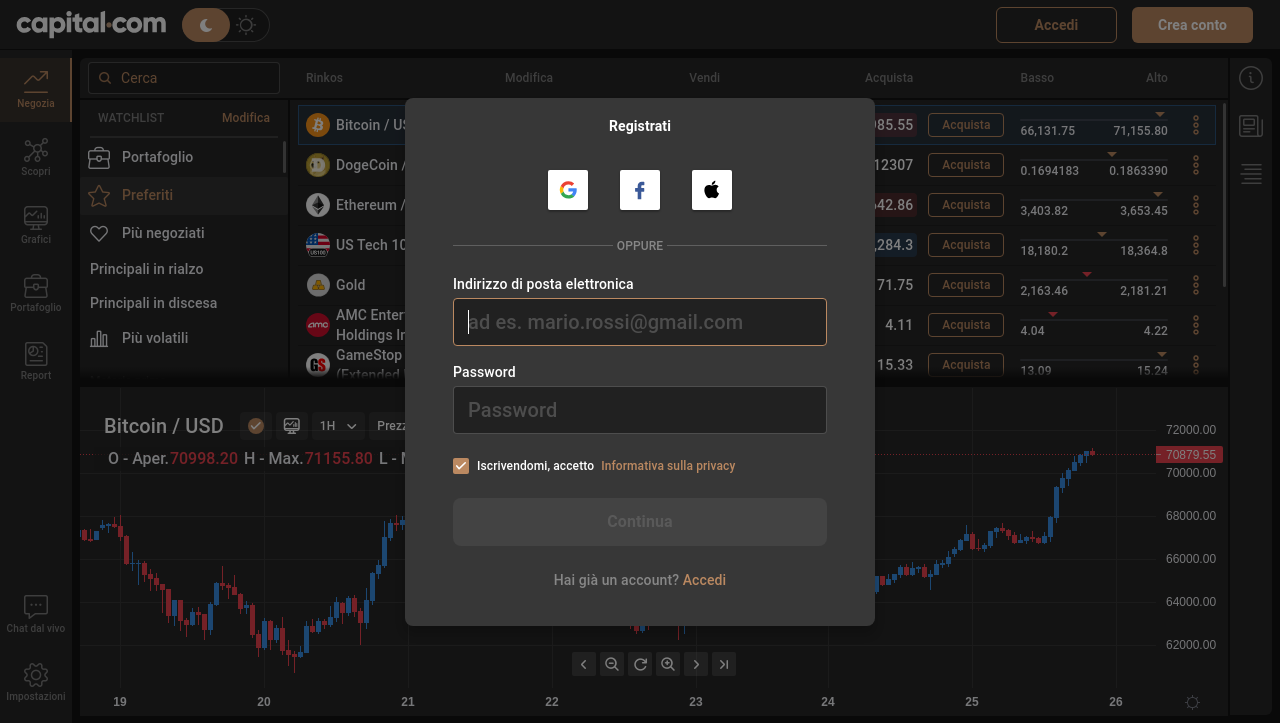 capital.com
Accedi
Crea conto
Negozia
Scopri
Grafici
Portafoglio
Report
Chat dal vivo
Impostazioni
Cerca
WATCHLIST
Modifica
Portafoglio
Preferiti
Più negoziati
Principali in rialzo
Principali in discesa
Più volatili
Rinkos Modifica Vendi Acquista Basso Alto
Bitcoin / US 985.55 Acquista 66,131.75 71,155.80
DogeCoin / 12307 Acquista 0.1694183 0.1863390
Ethereum / 642.86 Acquista 3,403.82 3,653.45
US Tech 10 ,284.3 Acquista 18,180.2 18,364.8
Gold 71.75 Acquista 2,163.46 2,181.21
AMC Enter
Holdings In 4.11 Acquista 4.04 4.22
GameStop
(Extended 15.33 Acquista 13.09 15.24
Registrati
OPPURE
Indirizzo di posta elettronica
ad es. mario.rossi@gmail.com
Password
Password
Iscrivendomi, accetto Informativa sulla privacy
Continua
Hai già un account? Accedi
Bitcoin / USD 1H Prezz
O - Aper.70998.20 H - Max.71155.80 L - M
72000.00
70879.55
70000.00
68000.00
66000.00
64000.00
62000.00
19 20 21 22 23 24 25 26